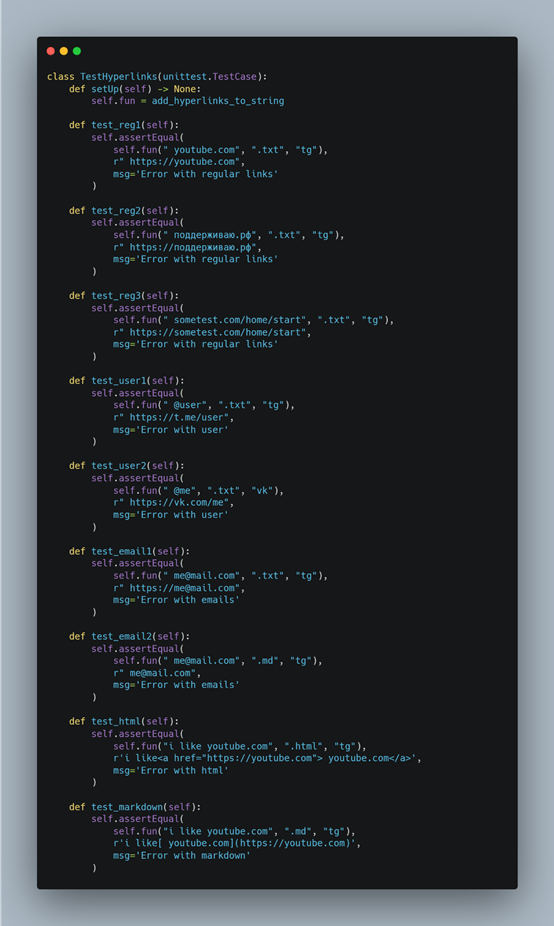 class TestHyperlinks(unittest.TestCase):
    def setUp(self) -> None:
        self.fun = add_hyperlinks_to_string

    def test_reg1(self):
        self.assertEqual(
            self.fun(" youtube.com", ".txt", "tg"),
            r" https://youtube.com",
            msg='Error with regular links'
        )

    def test_reg2(self):
        self.assertEqual(
            self.fun(" поддерживаю.рф", ".txt", "tg"),
            r" https://поддерживаю.рф",
            msg='Error with regular links'
        )

    def test_reg3(self):
        self.assertEqual(
            self.fun(" sometest.com/home/start", ".txt", "tg"),
            r" https://sometest.com/home/start",
            msg='Error with regular links'
        )

    def test_user1(self):
        self.assertEqual(
            self.fun(" @user", ".txt", "tg"),
            r" https://t.me/user",
            msg='Error with user'
        )

    def test_user2(self):
        self.assertEqual(
            self.fun(" @me", ".txt", "vk"),
            r" https://vk.com/me",
            msg='Error with user'
        )

    def test_email1(self):
        self.assertEqual(
            self.fun(" me@mail.com", ".txt", "tg"),
            r" https://me@mail.com",
            msg='Error with emails'
        )

    def test_email2(self):
        self.assertEqual(
            self.fun(" me@mail.com", ".md", "tg"),
            r" me@mail.com",
            msg='Error with emails'
        )

    def test_html(self):
        self.assertEqual(
            self.fun("i like youtube.com", ".html", "tg"),
            r'i like<a href="https://youtube.com"> youtube.com</a>',
            msg='Error with html'
        )

    def test_markdown(self):
        self.assertEqual(
            self.fun("i like youtube.com", ".md", "tg"),
            r'i like[ youtube.com](https://youtube.com)',
            msg='Error with markdown'
        )